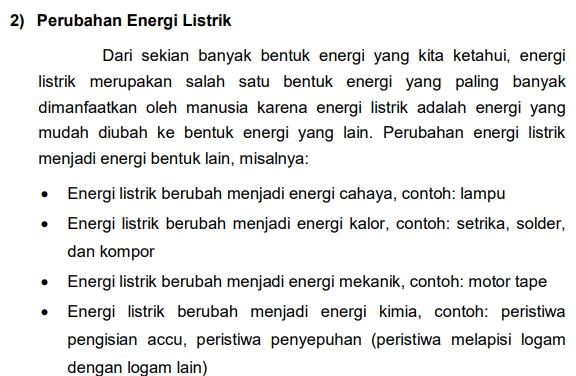 2) Perubahan Energi Listrik
Dari sekian banyak bentuk energi yang kita ketahui, energi
listrik merupakan salah satu bentuk energi yang paling banyak
dimanfaatkan oleh manusia karena energi listrik adalah energi yang
mudah diubah ke bentuk energi yang lain. Perubahan energi listrik
menjadi energi bentuk lain, misalnya:
• Energi listrik berubah menjadi energi cahaya, contoh: lampu
• Energi listrik berubah menjadi energi kalor, contoh: setrika, solder,
dan kompor
• Energi listrik berubah menjadi energi mekanik, contoh: motor tape
• Energi listrik berubah menjadi energi kimia, contoh: peristiwa
pengisian accu, peristiwa penyepuhan (peristiwa melapisi logam
dengan logam lain)